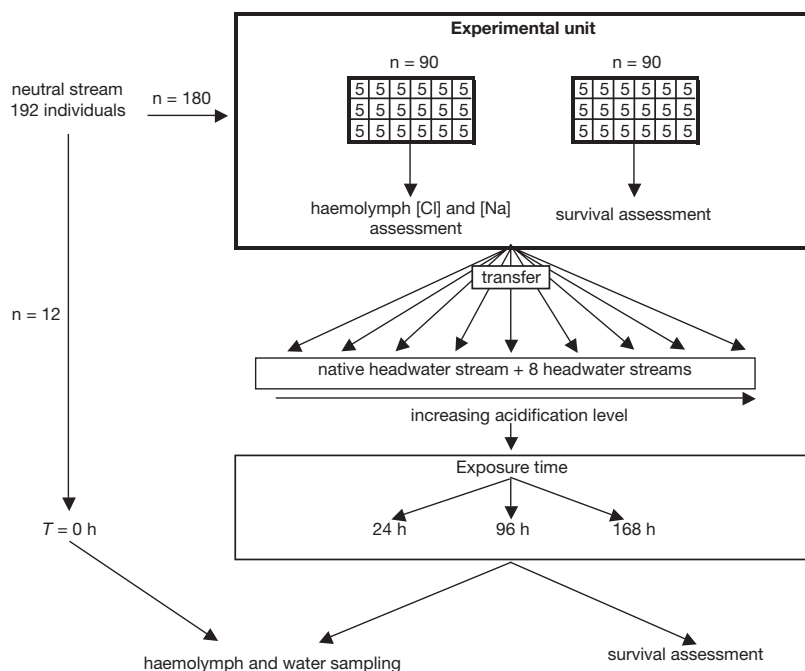 Experimental unit
neutral stream
192 individuals
n = 180
n = 90
n = 90
5 5 5 5 5 5
5 5 5 5 5 5
5 5 5 5 5 5
5 5 5 5 5 5
5 5 5 5 5 5
5 5 5 5 5 5
haemolymph [Cl] and [Na]
assessment
survival assessment
transfer
n = 12
native headwater stream + 8 headwater streams
increasing acidification level
Exposure time
T = 0 h
24 h
96 h
168 h
haemolymph and water sampling
survival assessment